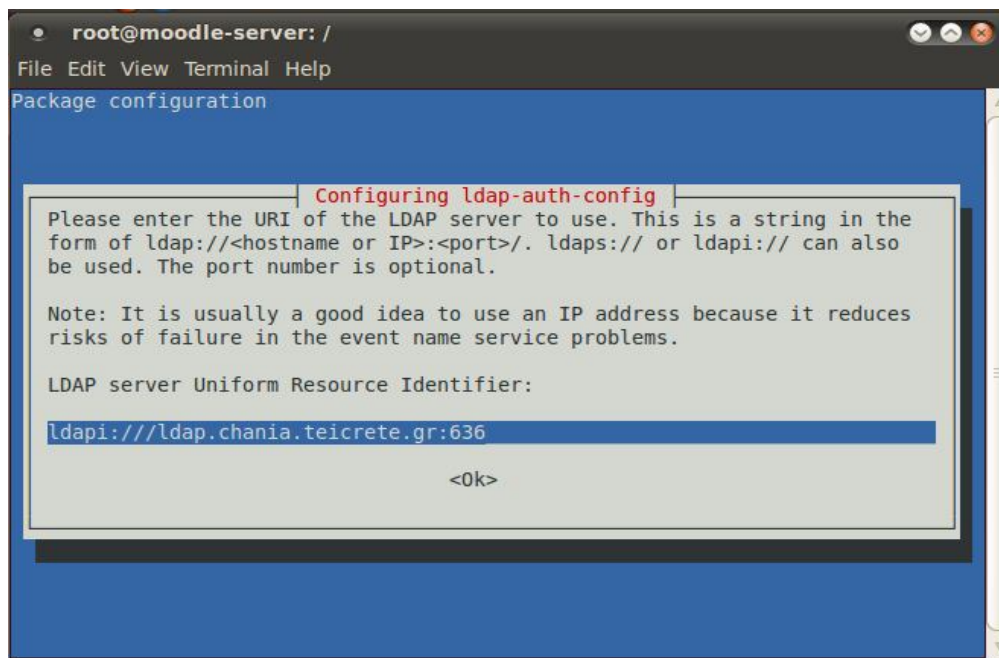 root@moodle-server: /
File Edit View Terminal Help
Package configuration
Configuring ldap-auth-config
Please enter the URI of the LDAP server to use. This is a string in the
form of ldap://<hostname or IP>:<port>/. ldaps:// or ldapi:// can also
be used. The port number is optional.
Note: It is usually a good idea to use an IP address because it reduces
risks of failure in the event name service problems.
LDAP server Uniform Resource Identifier:
ldapi:///ldap.chania.teicrete.gr:636
<Ok>